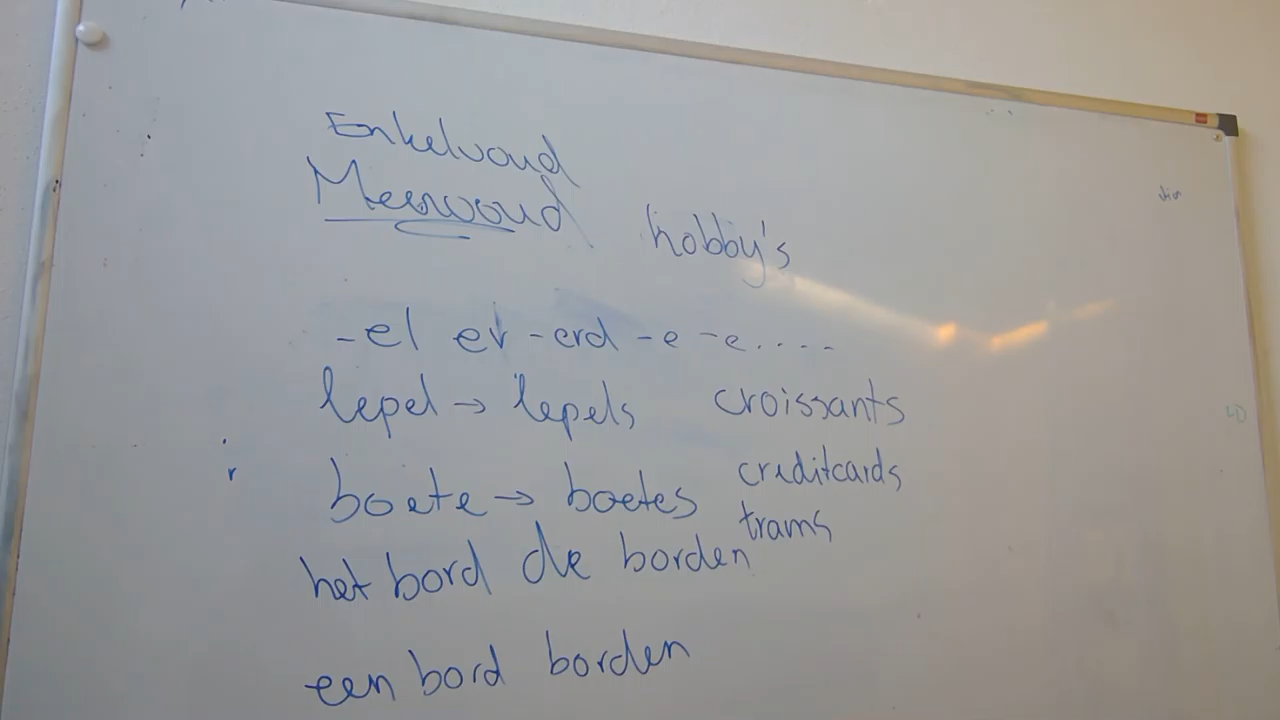 Enkelvoud
Meervoud
hobby's
-el er -erd -e -e....
lepel → lepels
croissants
boete → boetes
creditcards
trams
het bord de borden
een bord borden